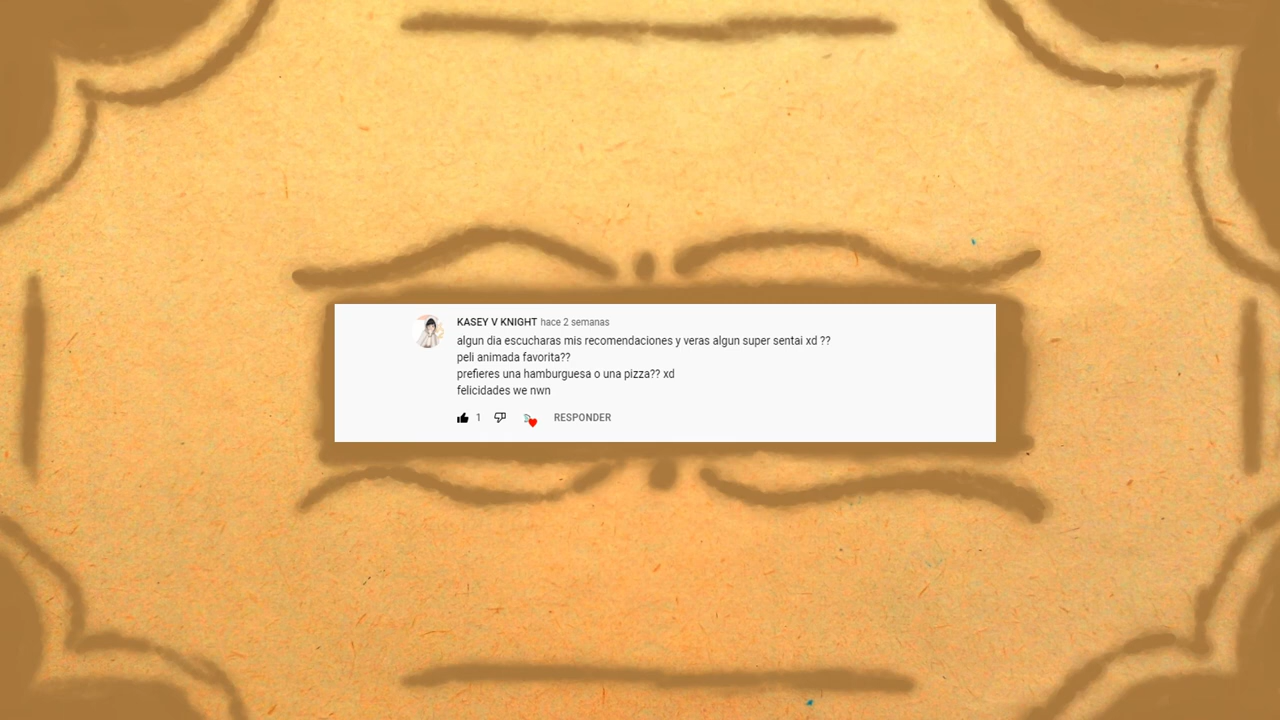 KASEY V KNIGHT hace 2 semanas
algun dia escucharas mis recomendaciones y veras algun super sentai xd ??
peli animada favorita??
prefieres una hamburguesa o una pizza?? xd
felicidades we nwn
1 RESPONDER